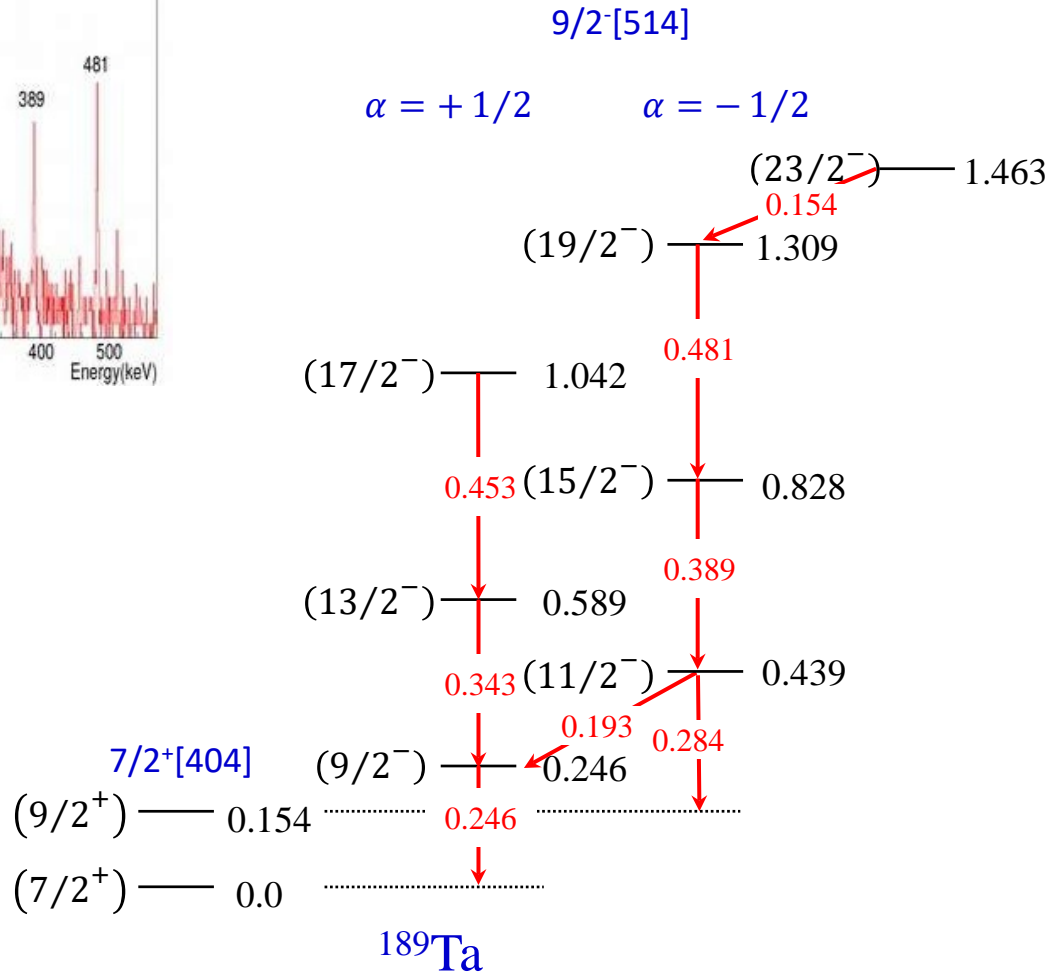 9/2⁻[514]
481
389
α = + 1/2 α = − 1/2
(23/2⁻) 1.463
0.154
(19/2⁻) 1.309
400 500
Energy(keV)
0.481
(17/2⁻) 1.042
0.453 (15/2⁻) 0.828
0.389
(13/2⁻) 0.589
0.343 (11/2⁻) 0.439
0.193 0.284
7/2⁺[404] (9/2⁻) 0.246
(9/2⁺) 0.154 0.246
(7/2⁺) 0.0
¹⁸⁹Ta